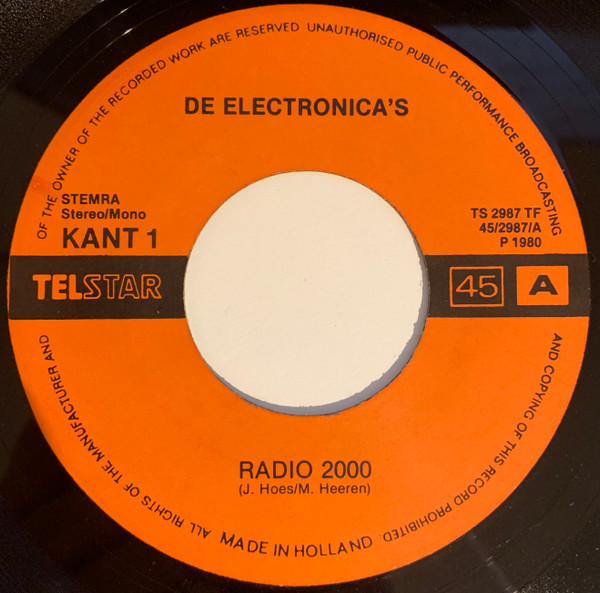 ALL RIGHTS OF THE MANUFACTURER AND OF THE OWNER OF THE RECORDED WORK ARE RESERVED UNAUTHORISED PUBLIC PERFORMANCE BROADCASTING AND COPYING OF THIS RECORD PROHIBITED
DE ELECTRONICA'S
STEMRA
Stereo/Mono
KANT 1
TS 2987 TF
45/2987/A
P 1980
TELSTAR
45 A
RADIO 2000
(J. Hoes/M. Heeren)
MADE IN HOLLAND